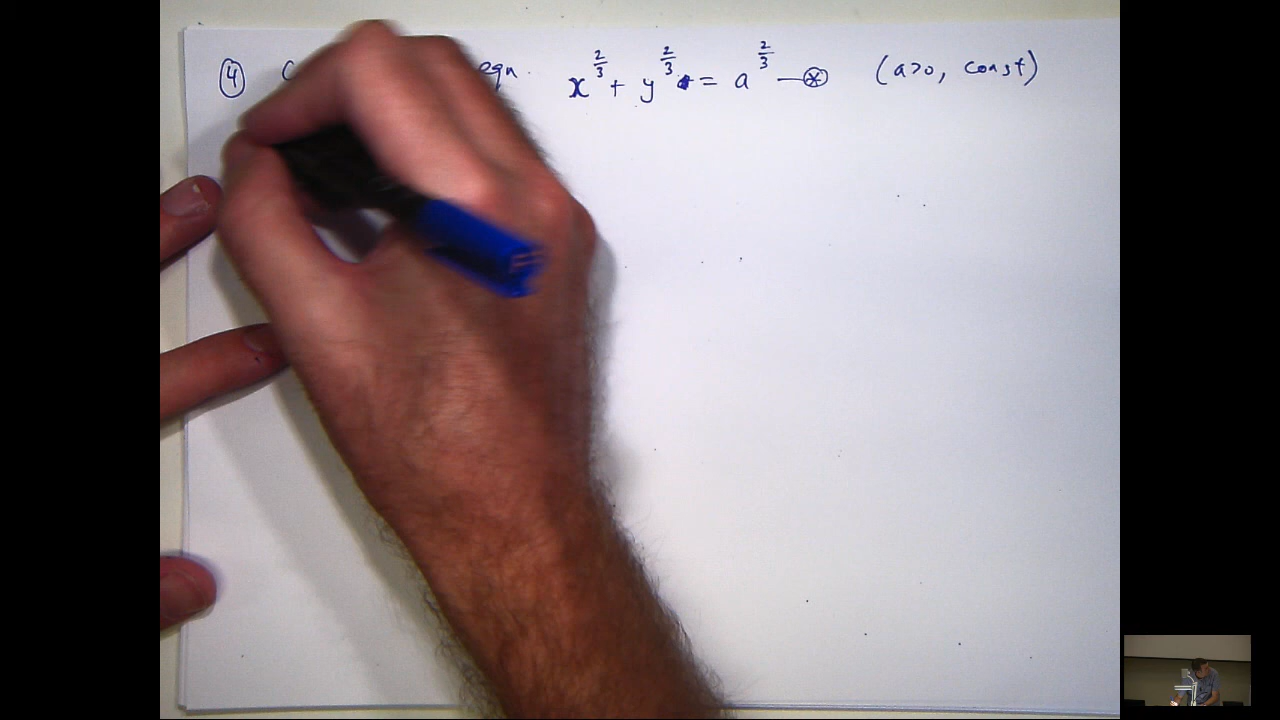 ④ eqn. x^{2/3} + y^{2/3} = a^{2/3} —⊛ (a>0, const)